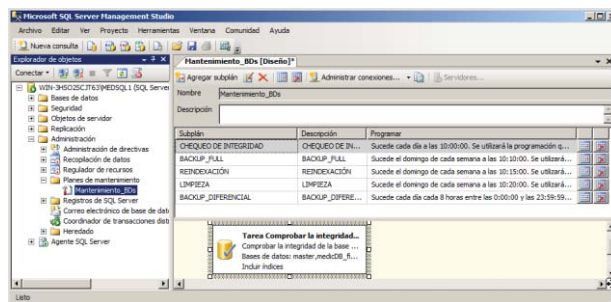 Microsoft SQL Server Management Studio
Archivo Editar Ver Proyecto Herramientas Ventana Comunidad Ayuda
Nueva consulta
Explorador de objetos
Conectar
WIN-3HSO2SCJT63\MEDSQL1 (SQL Server
Bases de datos
Seguridad
Objetos de servidor
Replicación
Administración
Administración de directivas
Recopilación de datos
Regulador de recursos
Planes de mantenimiento
Mantenimiento_BDs
Registros de SQL Server
Correo electrónico de base de dat
Coordinador de transacciones dist
Heredado
Agente SQL Server
Mantenimiento_BDs [Diseño]*
Agregar subplán Administrar conexiones... Servidores...
Nombre Mantenimiento_BDs
Descripción
Subplán Descripción Programar
CHEQUEO DE INTEGRIDAD CHEQUEO DE IN... Sucede cada día a las 10:00:00. Se utilizará la programación q...
BACKUP_FULL BACKUP_FULL Sucede el domingo de cada semana a las 10:10:00. Se utilizará...
REINDEXACIÓN REINDEXACIÓN Sucede el domingo de cada semana a las 10:15:00. Se utilizará...
LIMPIEZA LIMPIEZA Sucede el domingo de cada semana a las 10:20:00. Se utilizará...
BACKUP_DIFERENCIAL BACKUP_DIFERE... Sucede cada día cada 8 horas entre las 0:00:00 y las 23:59:59...
Tarea Comprobar la integridad...
Comprobar la integridad de la base ...
Bases de datos: master,medicDB_fi...
Incluir índices
Listo